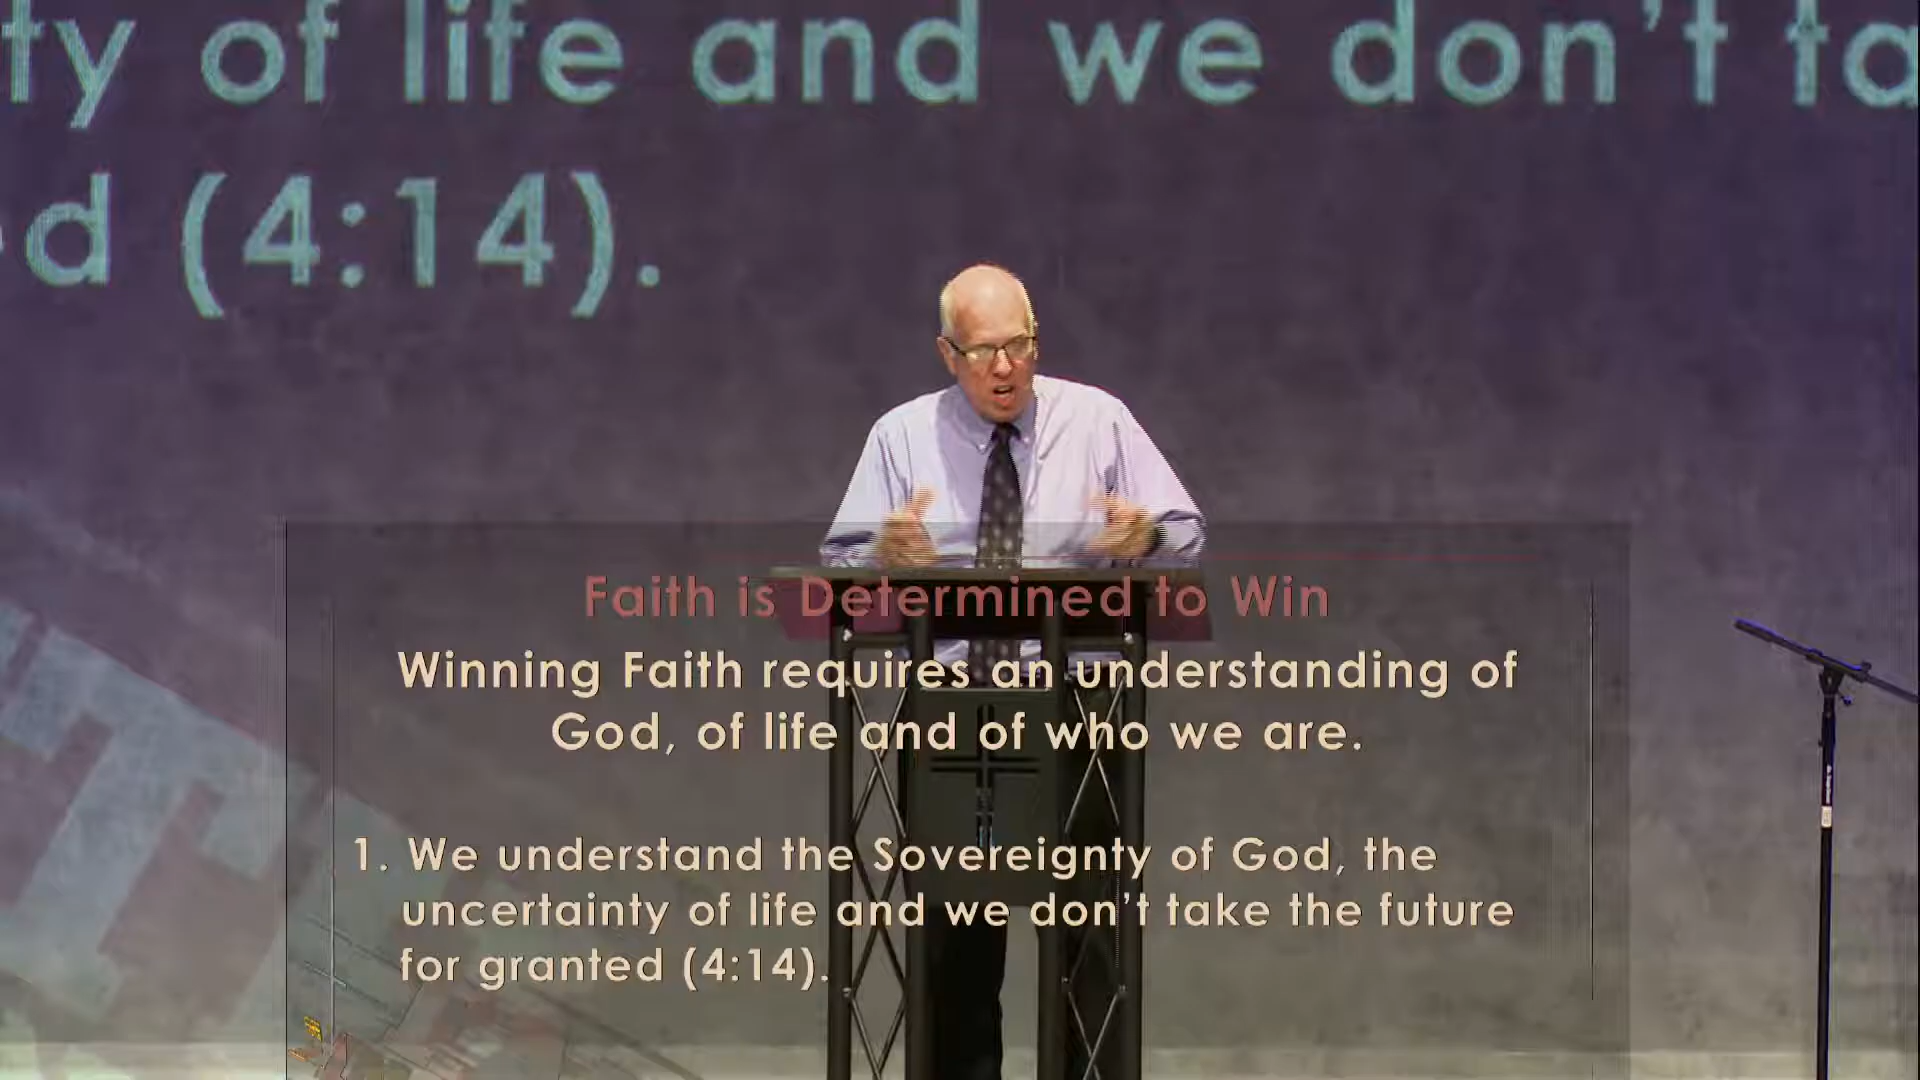 ty of life and we don't ta
d (4:14).
Faith is Determined to Win
Winning Faith requires an understanding of
God, of life and of who we are.
1. We understand the Sovereignty of God, the
uncertainty of life and we don't take the future
for granted (4:14).